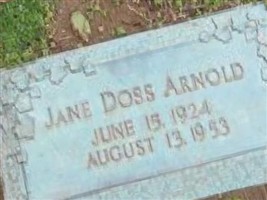 JANE DOSS ARNOLD
JUNE 15, 1924
AUGUST 13, 1953